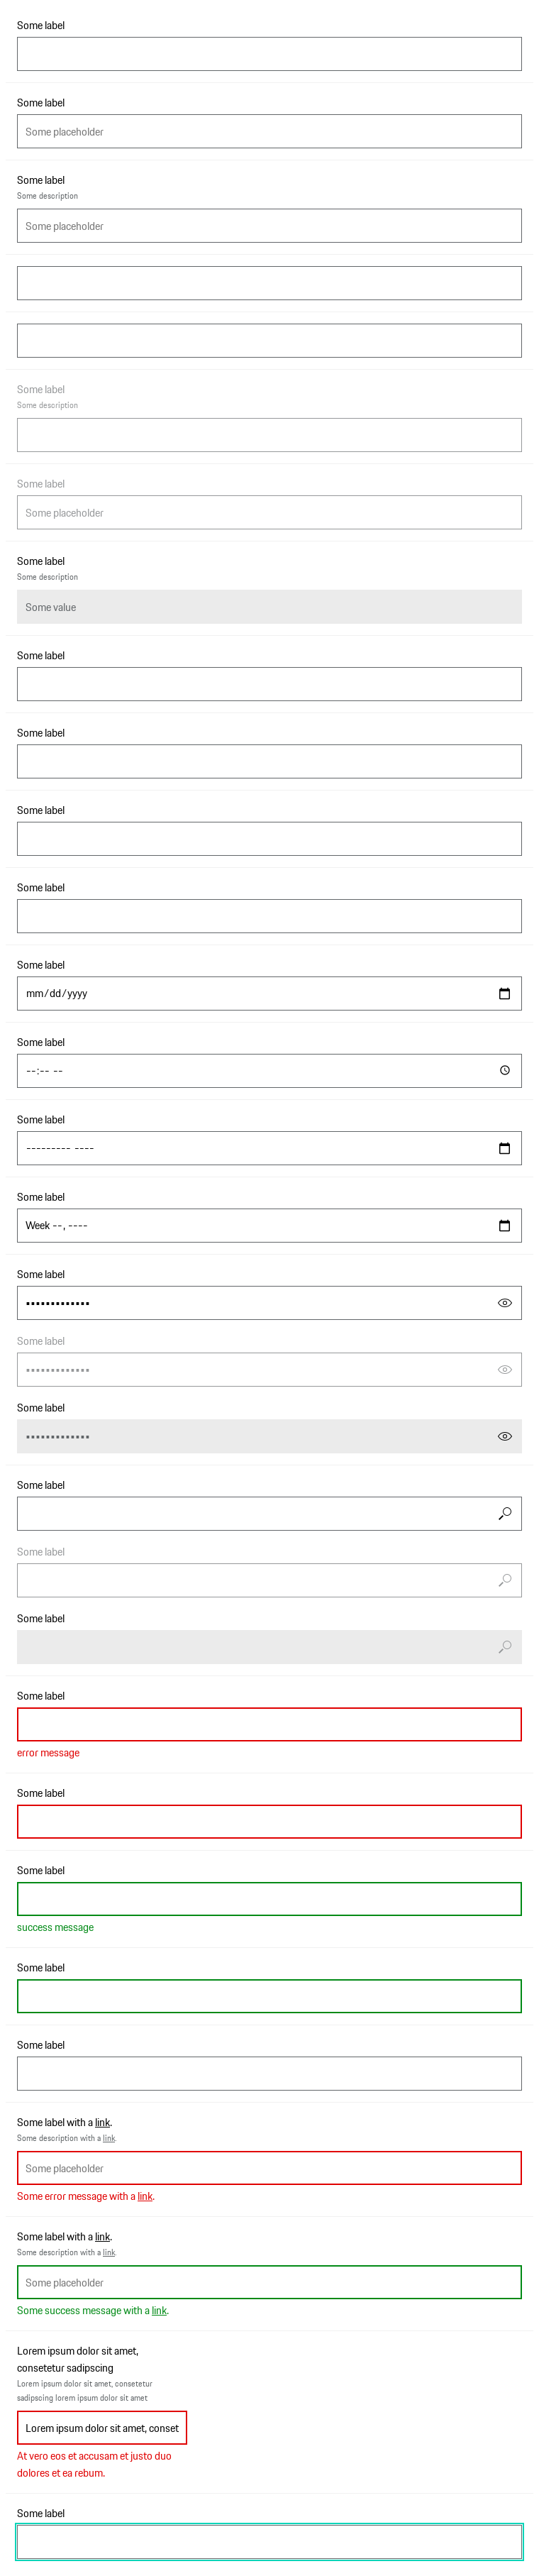 Some label
Some label
Some placeholder
Some label
Some description
Some placeholder
Some label
Some description
Some label
Some placeholder
Some label
Some description
Some value
Some label
Some label
Some label
Some label
Some label
mm/dd/yyyy
Some label
--:-- --
Some label
--------- ----
Some label
Week --, ----
Some label
•••••••••••••
Some label
•••••••••••••
Some label
•••••••••••••
Some label
Some label
Some label
Some label
error message
Some label
Some label
success message
Some label
Some label
Some label with a link.
Some description with a link.
Some placeholder
Some error message with a link.
Some label with a link.
Some description with a link.
Some placeholder
Some success message with a link.
Lorem ipsum dolor sit amet,
consetetur sadipscing
Lorem ipsum dolor sit amet, consetetur
sadipscing lorem ipsum dolor sit amet
Lorem ipsum dolor sit amet, conset
At vero eos et accusam et justo duo
dolores et ea rebum.
Some label